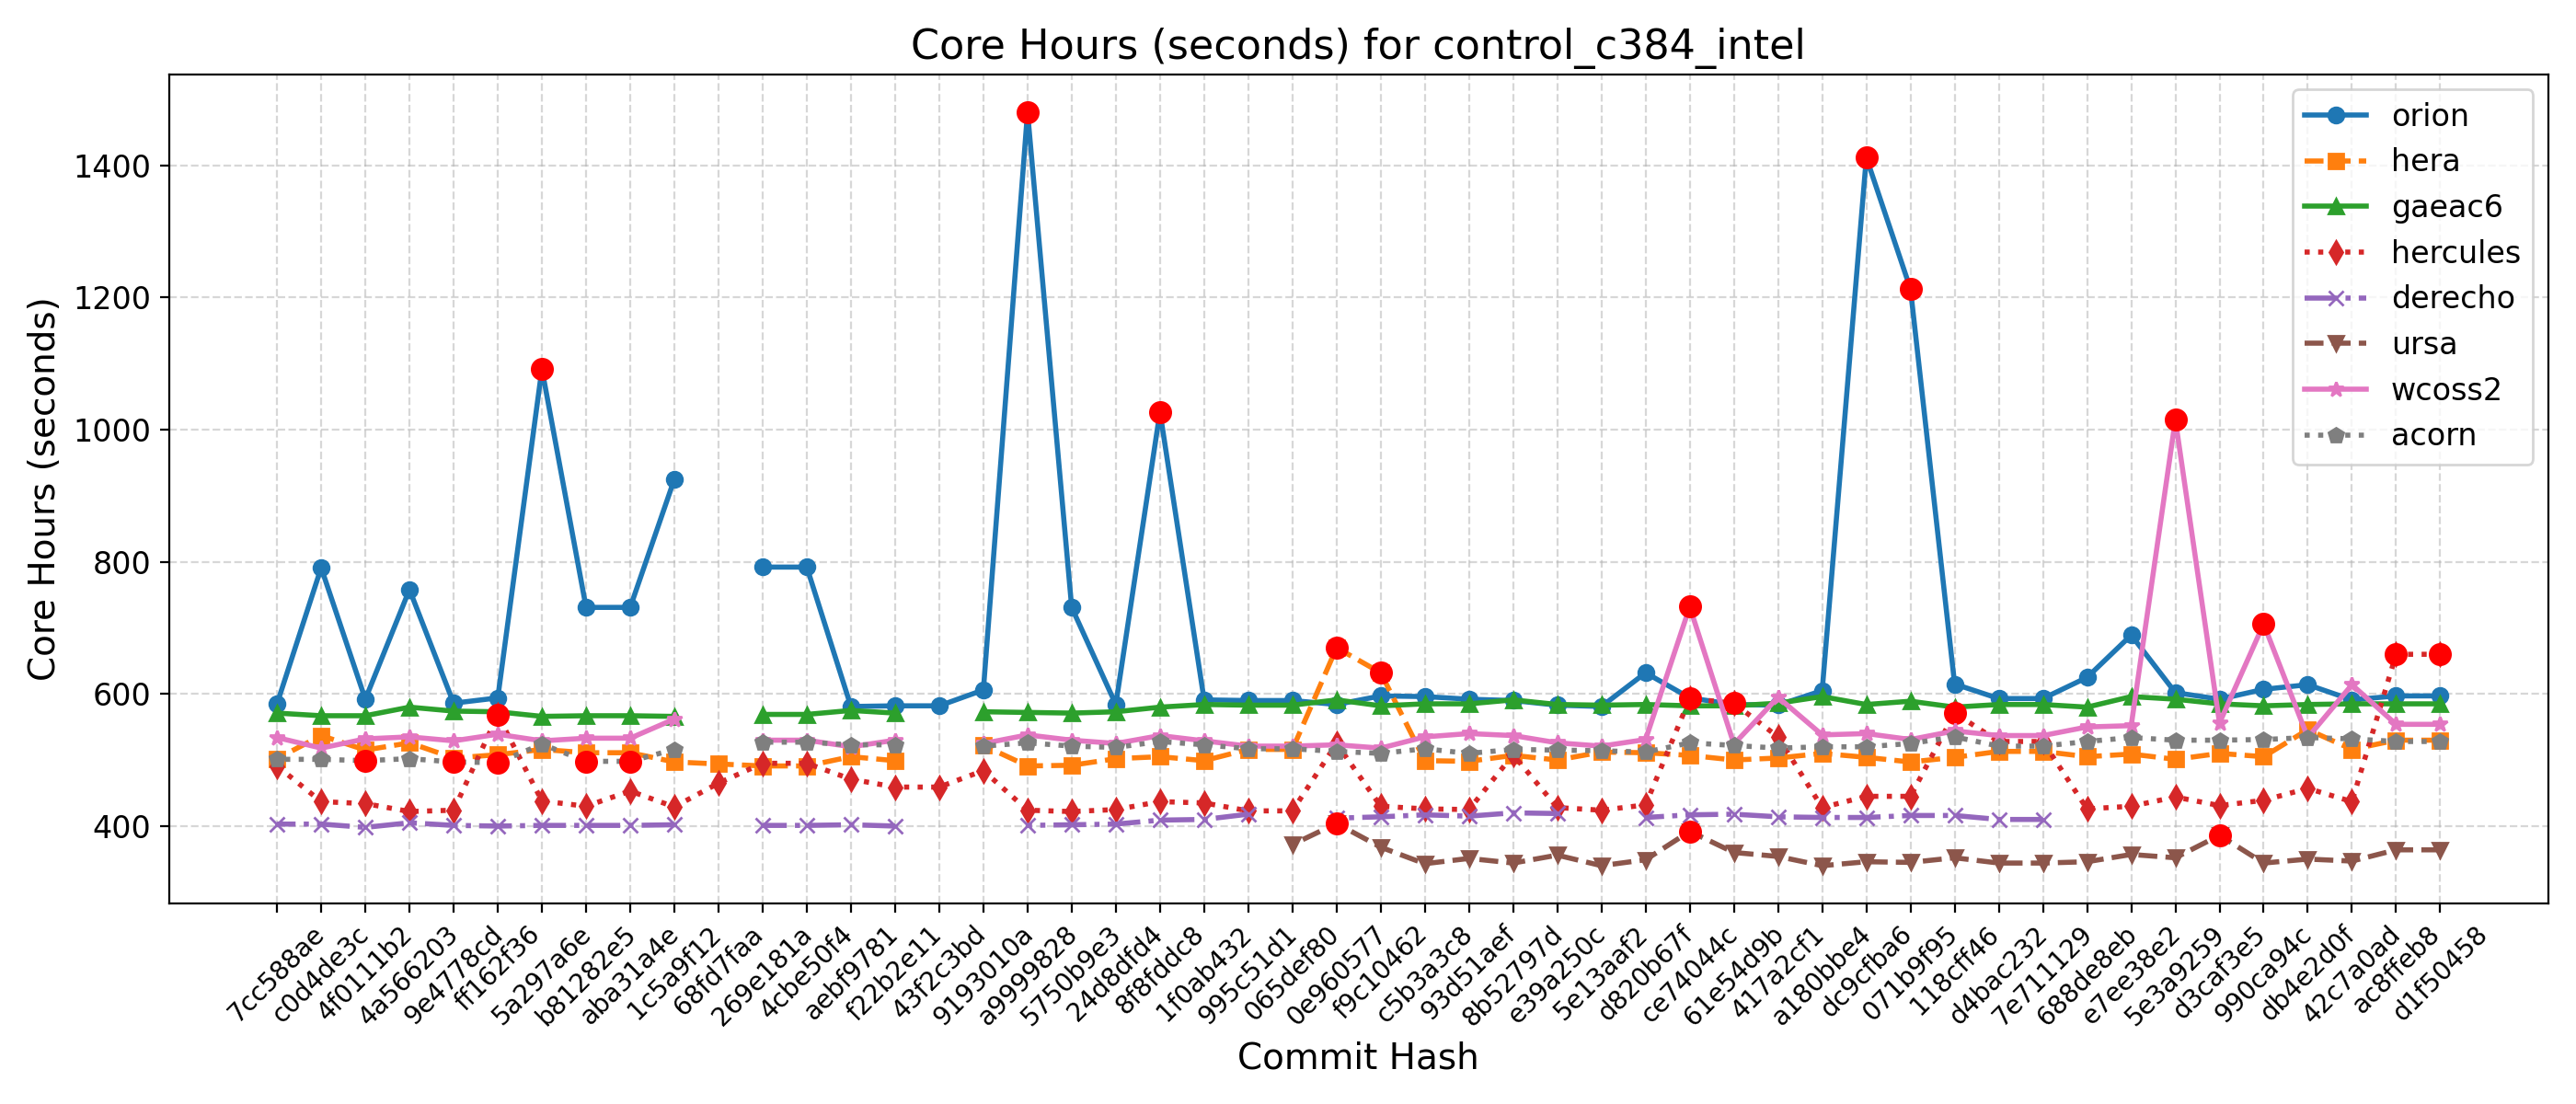 Core Hours (seconds) for control_c384_intel
Core Hours (seconds)
1400
1200
1000
800
600
400
orion
hera
gaeac6
hercules
derecho
ursa
wcoss2
acorn
7cc588ae
c0d4de3c
4f0111b2
4a566203
9e4778cd
ff162f36
5a297a6e
b81282e5
aba31a4e
1c5a9f12
68fd7faa
269e181a
4cbe50f4
aebf9781
f22b2e11
43f2c3bd
9193010a
a9999828
5750b9e3
24d8dfd4
8f8fddc8
1f0ab432
995c51d1
065def80
0e960577
f9c10462
c5b3a3c8
93d51aef
8b52797d
e39a250c
5e13aaf2
d820b67f
ce74044c
61e54d9b
417a2cf1
a180bbe4
dc9cfba6
071b9f95
118cff46
d4bac232
7e711129
688de8eb
e7ee38e2
5e3a9259
d3caf3e5
990ca94c
db4e2d0f
42c7a0ad
ac8ffeb8
d1f50458
Commit Hash